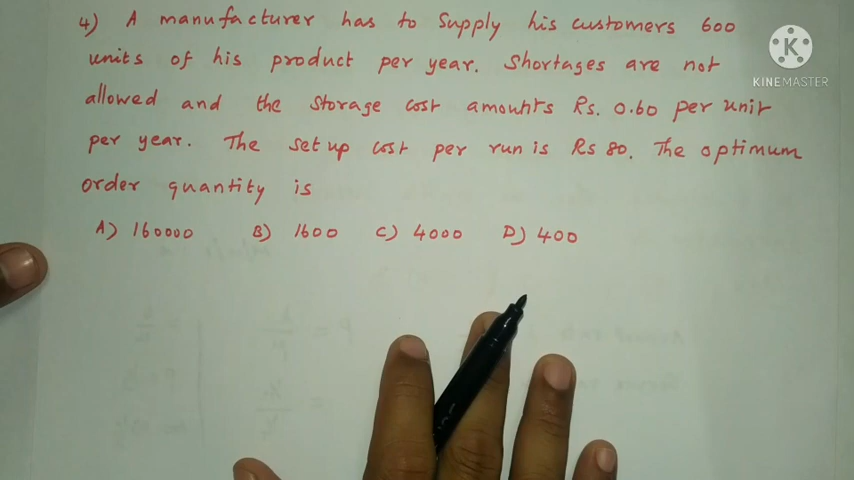 4) A manufacturer has to supply his customers 600
units of his product per year. Shortages are not
allowed and the storage cost amounts Rs. 0.60 per unit
per year. The set up cost per run is Rs 80. The optimum
order quantity is
A) 160000 B) 1600 C) 4000 D) 400
K
KINEMASTER